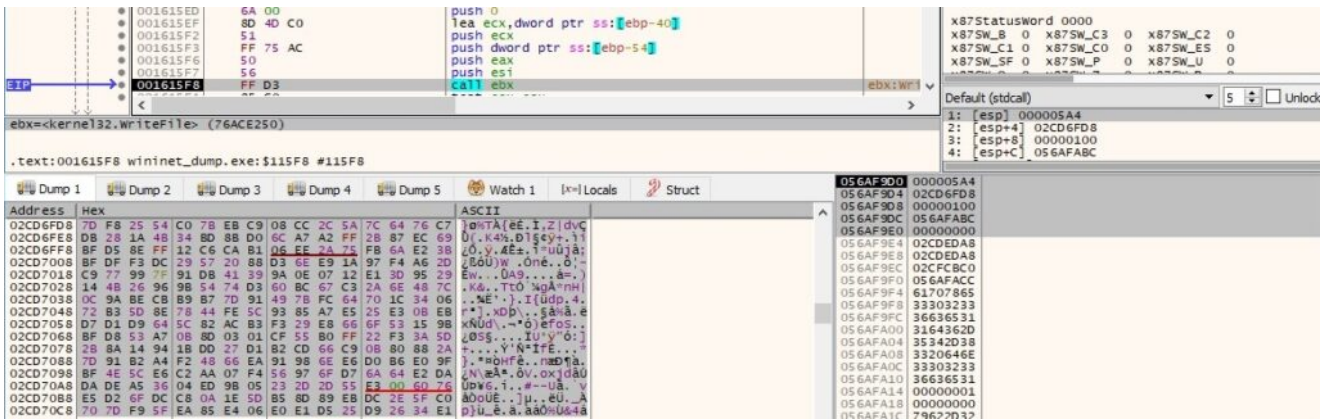 001615ED 6A 00 push 0
001615EF 8D 4D C0 lea ecx,dword ptr ss:[ebp-40]
001615F2 51 push ecx
001615F3 FF 75 AC push dword ptr ss:[ebp-54]
001615F6 50 push eax
001615F7 56 push esi
EIP 001615F8 FF D3 call ebx ebx:Wri
ebx=<kernel32.WriteFile> (76ACE250)
.text:001615F8 wininet_dump.exe:$115F8 #115F8
x87StatusWord 0000
x87SW_B 0 x87SW_C3 0 x87SW_C2 0
x87SW_C1 0 x87SW_C0 0 x87SW_ES 0
x87SW_SF 0 x87SW_P 0 x87SW_U 0
Default (stdcall) 5 Unlock
1: [esp] 000005A4
2: [esp+4] 02CD6FD8
3: [esp+8] 00000100
4: [esp+C] 056AFABC
Dump 1 Dump 2 Dump 3 Dump 4 Dump 5 Watch 1 [x=] Locals Struct
Address Hex ASCII
02CD6FD8 7D F8 25 54 C0 7B EB C9 08 CC 2C 5A 7C 64 76 C7
02CD6FE8 DB 28 1A 4B 34 BD 8B D0 6C A7 A2 FF 2B 87 EC 69
02CD6FF8 BF D5 8E FF 12 C6 CA B1 06 EE 2A 75 FB 6A E2 3B
02CD7008 BF DF F3 DC 29 57 20 88 D3 6E E9 1A 97 F4 A6 2D
02CD7018 C9 77 99 7F 91 DB 41 39 9A 0E 07 12 E1 3D 95 29
02CD7028 14 4B 26 96 9B 54 74 D3 60 BC 67 C3 2A 6E 48 7C
02CD7038 0C 9A BE CB B9 B7 7D 91 49 7B FC 64 70 1C 34 06
02CD7048 72 B3 5D 8E 78 44 FE 5C 93 85 A7 E5 25 E3 0B EB
02CD7058 D7 D1 D9 64 5C 82 AC B3 F3 29 E8 66 6F 53 15 9B
02CD7068 BF D8 53 A7 0B 8D 03 01 CF 55 B0 FF 22 F3 3A 5D
02CD7078 2B 8A 14 94 1B DD 27 D1 B2 CD 66 C9 0B 80 88 2A
02CD7088 7D 91 B2 A4 F2 48 66 EA 91 98 6E E6 D0 B6 E0 9F
02CD7098 BF 4E 5C E6 C2 AA 07 F4 56 97 6F D7 6A 64 E2 DA
02CD70A8 DA DE A5 36 04 ED 9B 05 23 2D 2D 55 E3 00 60 76
02CD70B8 E5 D2 6F DC C8 0A 1E 5D B5 8D 89 EB DC 2E 5F C0
02CD70C8 70 7D F9 5F EA 85 E4 06 E0 E1 D5 25 D9 26 34 E1
056AF9D0 000005A4
056AF9D4 02CD6FD8
056AF9D8 00000100
056AF9DC 056AFABC
056AF9E0 00000000
056AF9E4 02CDEDA8
056AF9E8 02CDEDA8
056AF9EC 02CFCBC0
056AF9F0 056AFACC
056AF9F4 61707865
056AF9F8 33303233
056AF9FC 36636531
056AFA00 3164362D
056AFA04 35342D38
056AFA08 3320646E
056AFA0C 33303233
056AFA10 36636531
056AFA14 00000001
056AFA18 00000000
056AFA1C 79622D32